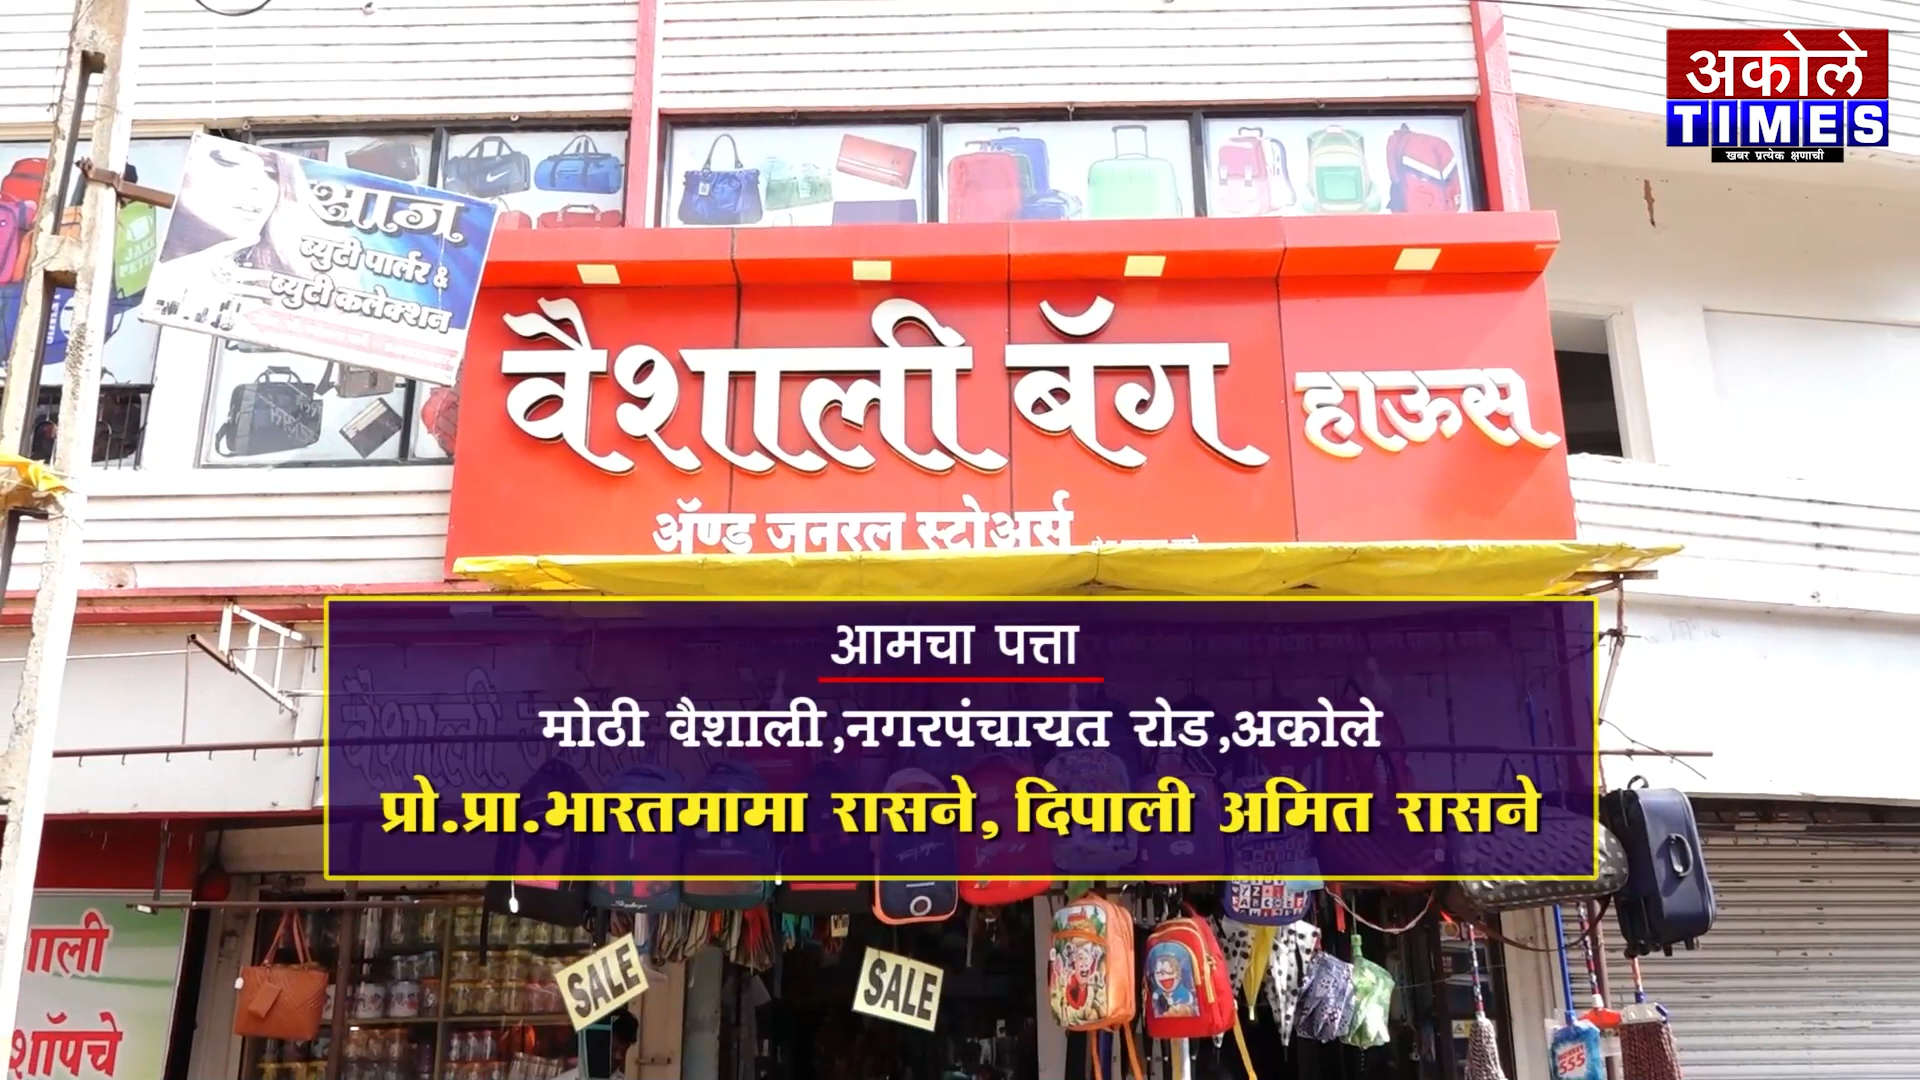 अकोले
TIMES
खबर प्रत्येक क्षणाची
ब्युटी पार्लर &
ब्युटी कलेक्शन
वैशाली बॅग हाऊस
ॲण्ड जनरल स्टोअर्स
आमचा पत्ता
मोठी वैशाली,नगरपंचायत रोड,अकोले
प्रो.प्रा.भारतमामा रासने, दिपाली अमित रासने
SALE
SALE
शॉपचे
555